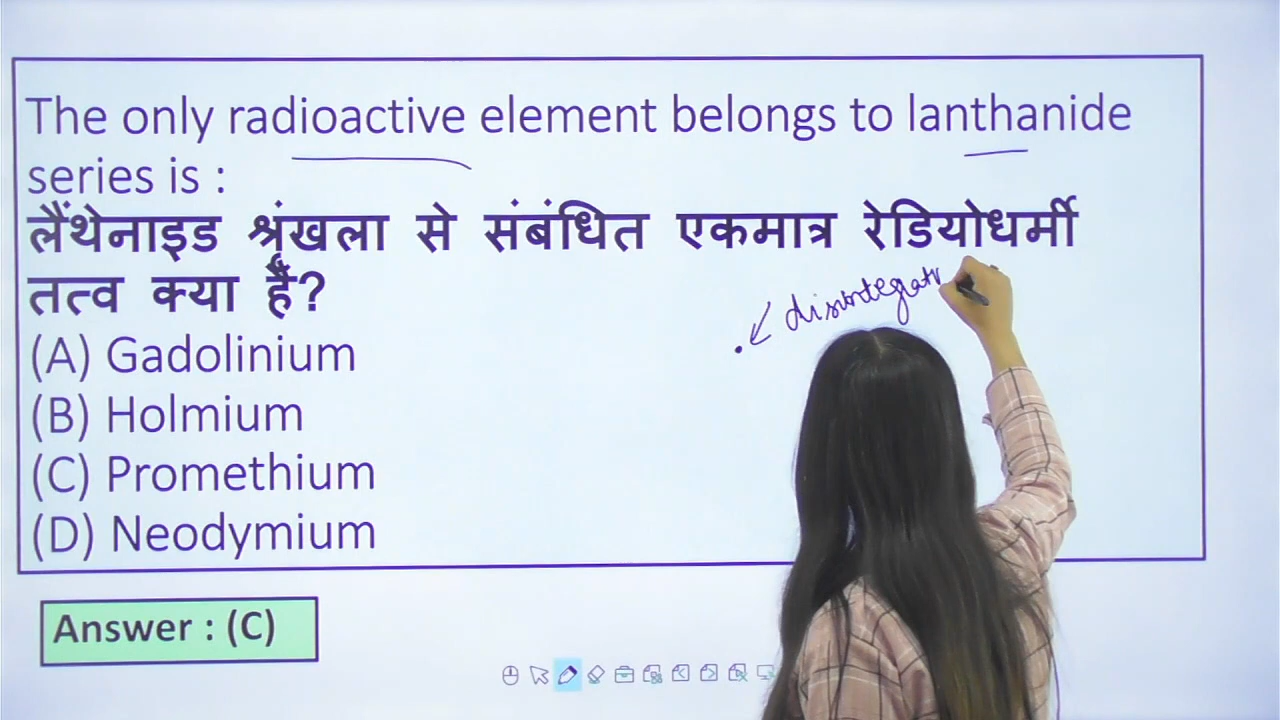 The only radioactive element belongs to lanthanide
series is :
लैंथेनाइड श्रृंखला से संबंधित एकमात्र रेडियोधर्मी
तत्व क्या है?
(A) Gadolinium
(B) Holmium
(C) Promethium
(D) Neodymium
Answer : (C)